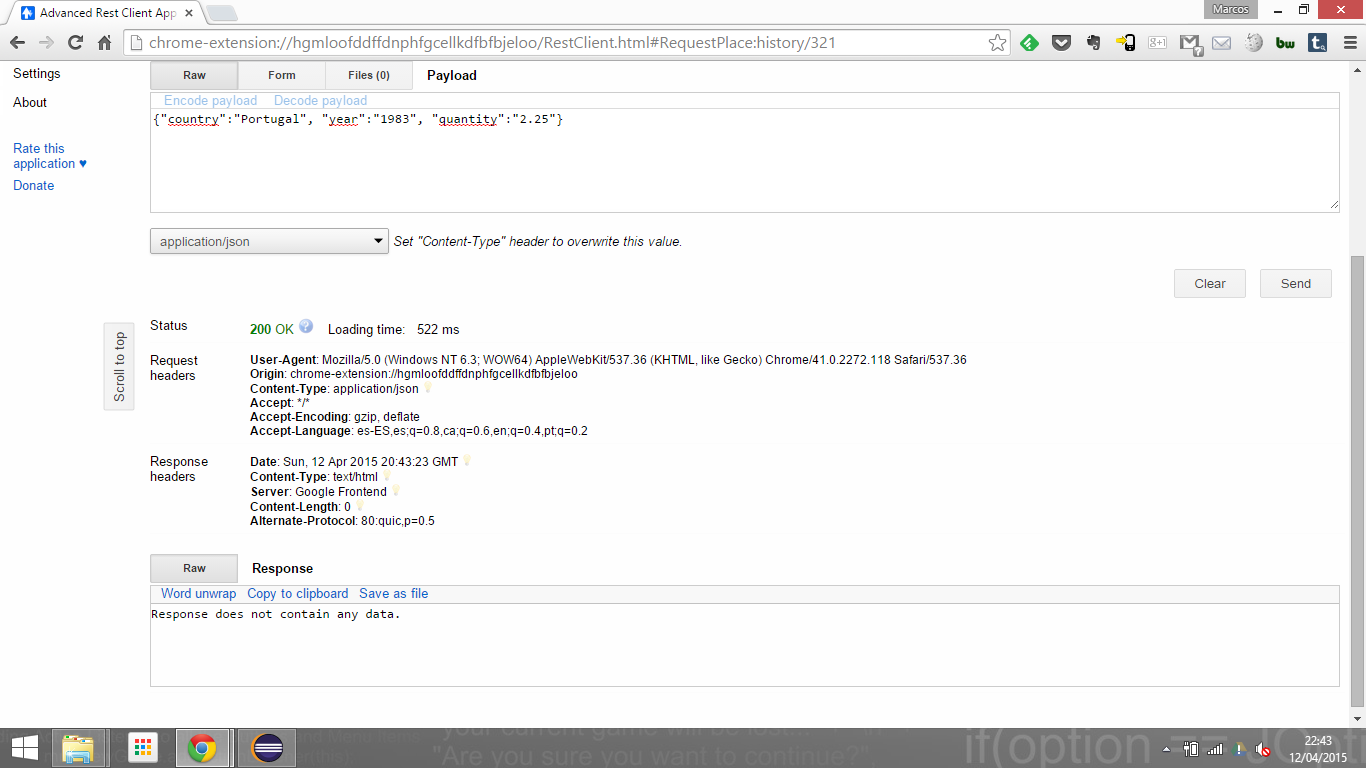 Advanced Rest Client App
Marcos
chrome-extension://hgmloofddffdnphfgcellkdfbfbjeloo/RestClient.html#RequestPlace:history/321
Settings
Raw Form Files (0) Payload
About
Encode payload Decode payload
{"country":"Portugal", "year":"1983", "quantity":"2.25"}
Rate this
application ♥
Donate
application/json Set "Content-Type" header to overwrite this value.
Clear Send
Scroll to top
Status 200 OK Loading time: 522 ms
Request
headers
User-Agent: Mozilla/5.0 (Windows NT 6.3; WOW64) AppleWebKit/537.36 (KHTML, like Gecko) Chrome/41.0.2272.118 Safari/537.36
Origin: chrome-extension://hgmloofddffdnphfgcellkdfbfbjeloo
Content-Type: application/json
Accept: */*
Accept-Encoding: gzip, deflate
Accept-Language: es-ES,es;q=0.8,ca;q=0.6,en;q=0.4,pt;q=0.2
Response
headers
Date: Sun, 12 Apr 2015 20:43:23 GMT
Content-Type: text/html
Server: Google Frontend
Content-Length: 0
Alternate-Protocol: 80:quic,p=0.5
Raw Response
Word unwrap Copy to clipboard Save as file
Response does not contain any data.
your current game will be
"Are you sure you want to continue?"
if(option == JOpti
22:43
12/04/2015